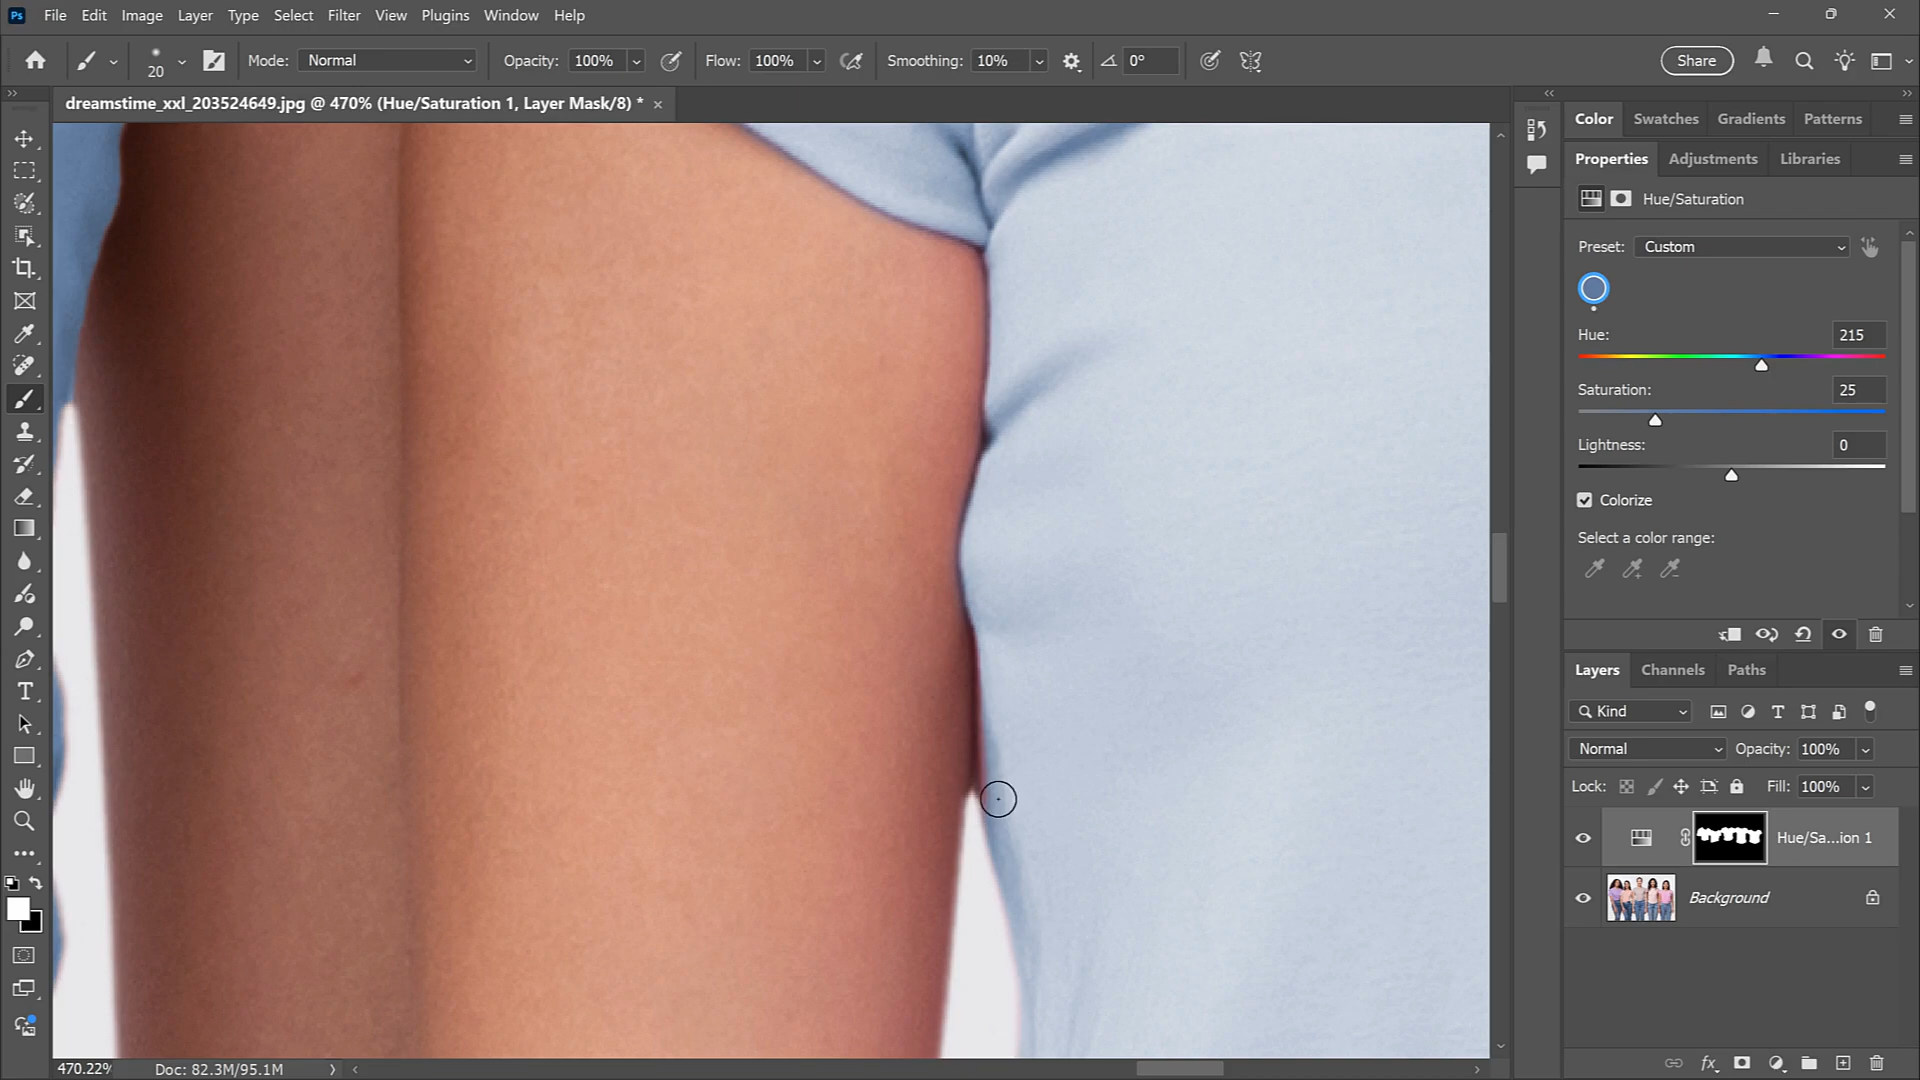 Ps File Edit Image Layer Type Select Filter View Plugins Window Help
20 Mode: Normal Opacity: 100% Flow: 100% Smoothing: 10% 0° Share
dreamstime_xxl_203524649.jpg @ 470% (Hue/Saturation 1, Layer Mask/8) * ×
Color Swatches Gradients Patterns
Properties Adjustments Libraries
Hue/Saturation
Preset: Custom
Hue: 215
Saturation: 25
Lightness: 0
Colorize
Select a color range:
Layers Channels Paths
Kind
Normal Opacity: 100%
Lock: Fill: 100%
Hue/Sa...ion 1
Background
470.22% Doc: 82.3M/95.1M